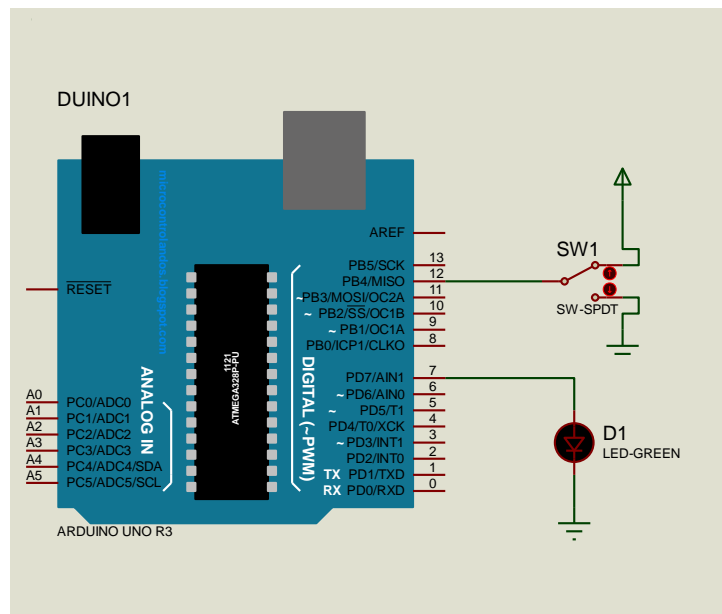 DUINO1
microcontrolandos.blogspot.com
RESET
AREF
PB5/SCK 13
PB4/MISO 12
~PB3/MOSI/OC2A 11
~ PB2/SS/OC1B 10
~ PB1/OC1A 9
PB0/ICP1/CLKO 8
PD7/AIN1 7
~PD6/AIN0 6
~ PD5/T1 5
PD4/T0/XCK 4
~PD3/INT1 3
PD2/INT0 2
TX PD1/TXD 1
RX PD0/RXD 0
DIGITAL (~PWM)
1121
ATMEGA328P-PU
ANALOG IN
A0 PC0/ADC0
A1 PC1/ADC1
A2 PC2/ADC2
A3 PC3/ADC3
A4 PC4/ADC4/SDA
A5 PC5/ADC5/SCL
ARDUINO UNO R3
SW1
SW-SPDT
D1
LED-GREEN